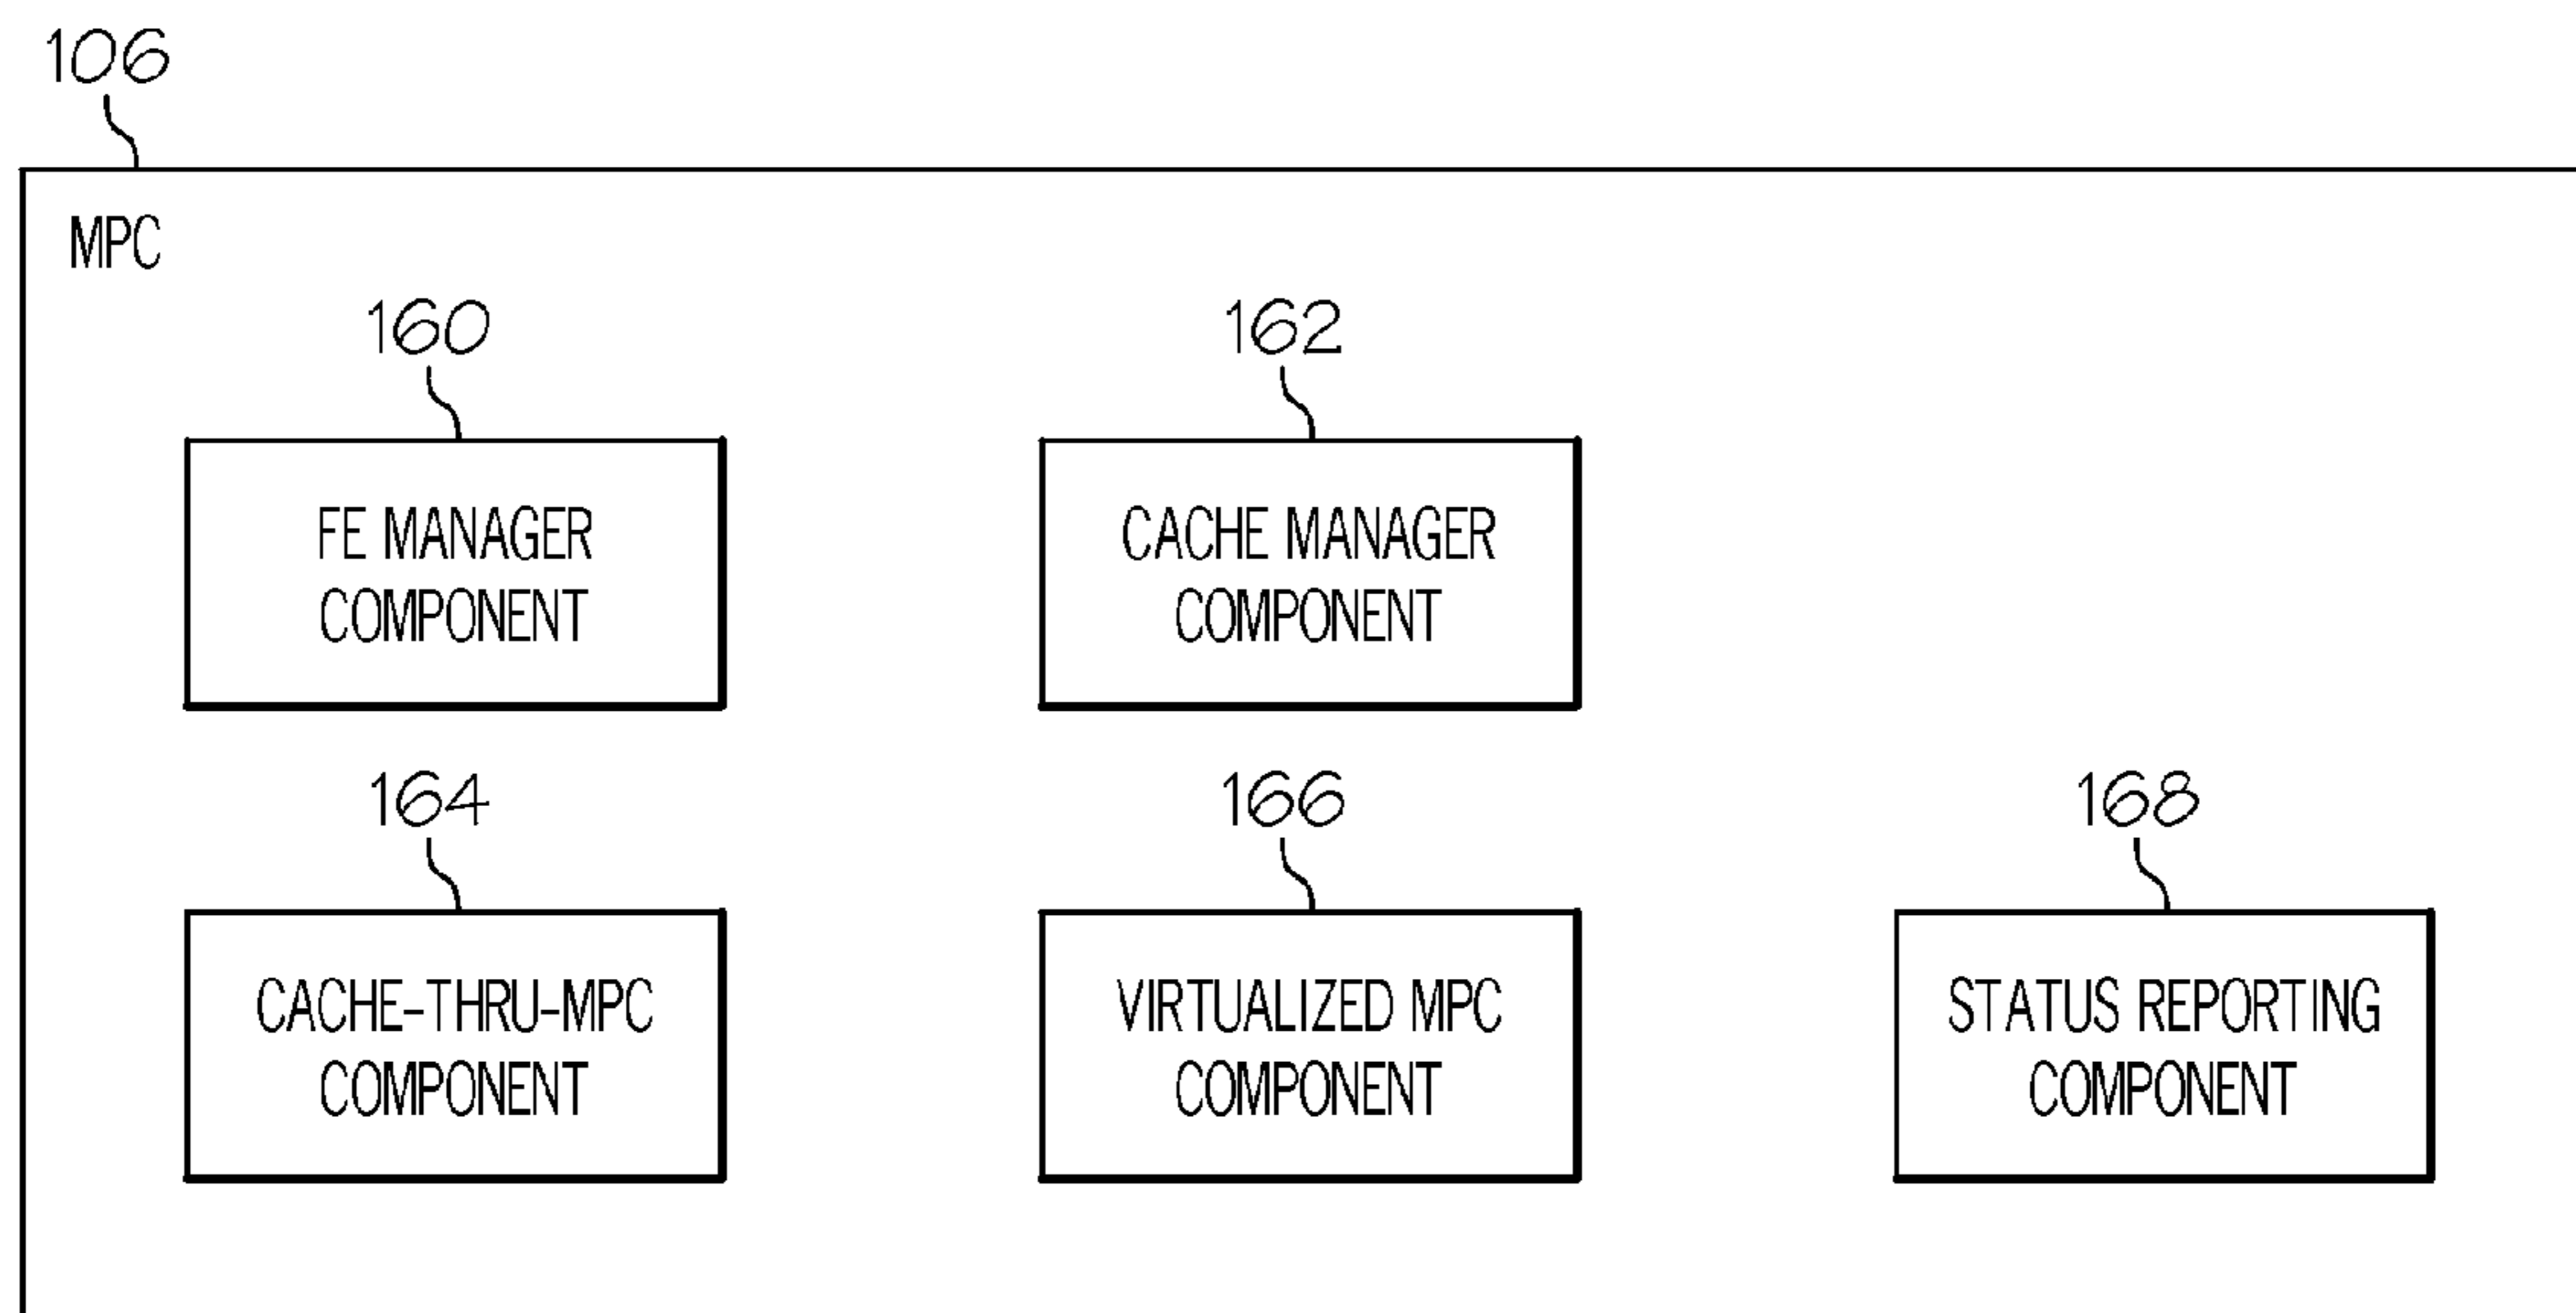 106
MPC
160
162
FE MANAGER
COMPONENT
CACHE MANAGER
COMPONENT
164
166
168
CACHE-THRU-MPC
COMPONENT
VIRTUALIZED MPC
COMPONENT
STATUS REPORTING
COMPONENT